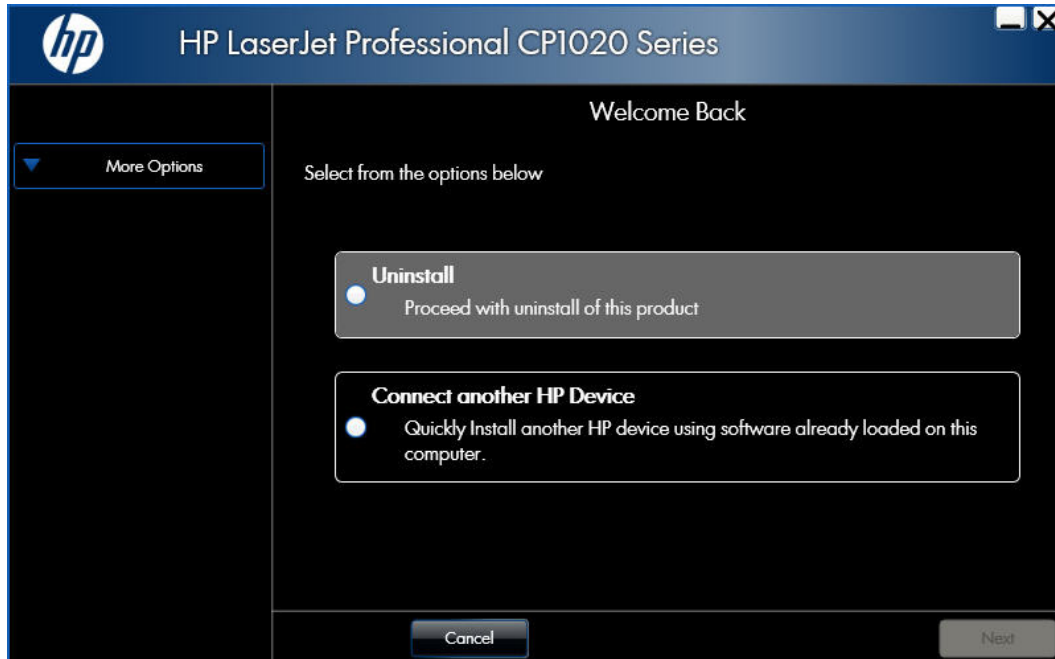 hp
HP LaserJet Professional CP1020 Series
Welcome Back
More Options
Select from the options below
Uninstall
Proceed with uninstall of this product
Connect another HP Device
Quickly Install another HP device using software already loaded on this
computer.
Cancel
Next